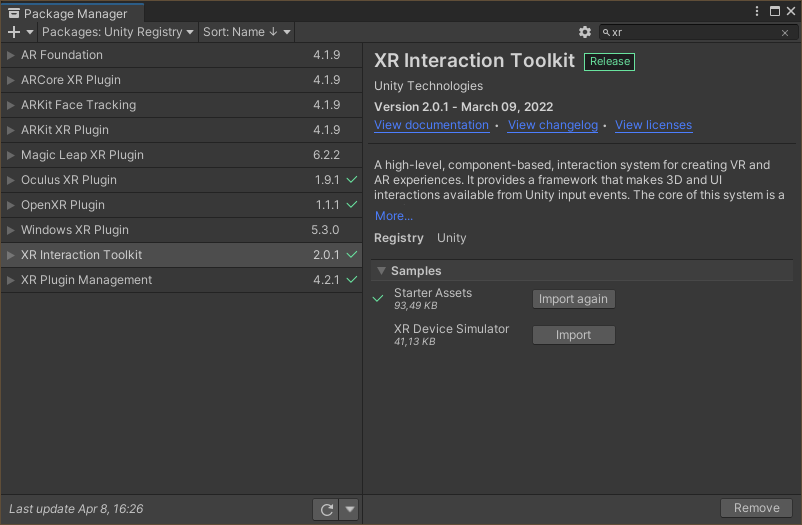 Package Manager
Packages: Unity Registry
Sort: Name ↓
xr
AR Foundation 4.1.9
ARCore XR Plugin 4.1.9
ARKit Face Tracking 4.1.9
ARKit XR Plugin 4.1.9
Magic Leap XR Plugin 6.2.2
Oculus XR Plugin 1.9.1
OpenXR Plugin 1.1.1
Windows XR Plugin 5.3.0
XR Interaction Toolkit 2.0.1
XR Plugin Management 4.2.1
Last update Apr 8, 16:26
XR Interaction Toolkit Release
Unity Technologies
Version 2.0.1 - March 09, 2022
View documentation • View changelog • View licenses
A high-level, component-based, interaction system for creating VR and
AR experiences. It provides a framework that makes 3D and UI
interactions available from Unity input events. The core of this system is a
More...
Registry Unity
Samples
Starter Assets
93,49 KB
Import again
XR Device Simulator
41,13 KB
Import
Remove